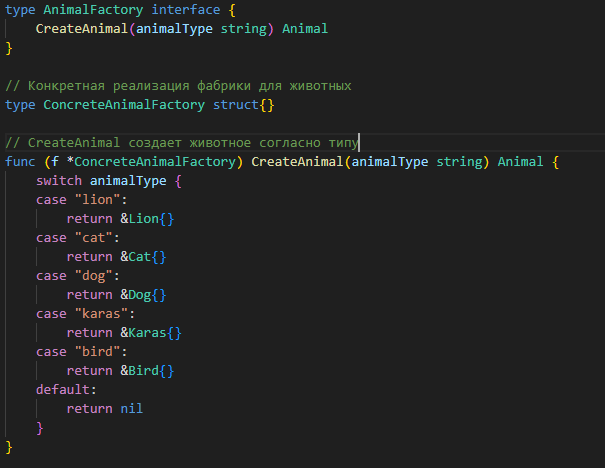 type AnimalFactory interface {
    CreateAnimal(animalType string) Animal
}

// Конкретная реализация фабрики для животных
type ConcreteAnimalFactory struct{}

// CreateAnimal создает животное согласно типу
func (f *ConcreteAnimalFactory) CreateAnimal(animalType string) Animal {
    switch animalType {
    case "lion":
        return &Lion{}
    case "cat":
        return &Cat{}
    case "dog":
        return &Dog{}
    case "karas":
        return &Karas{}
    case "bird":
        return &Bird{}
    default:
        return nil
    }
}